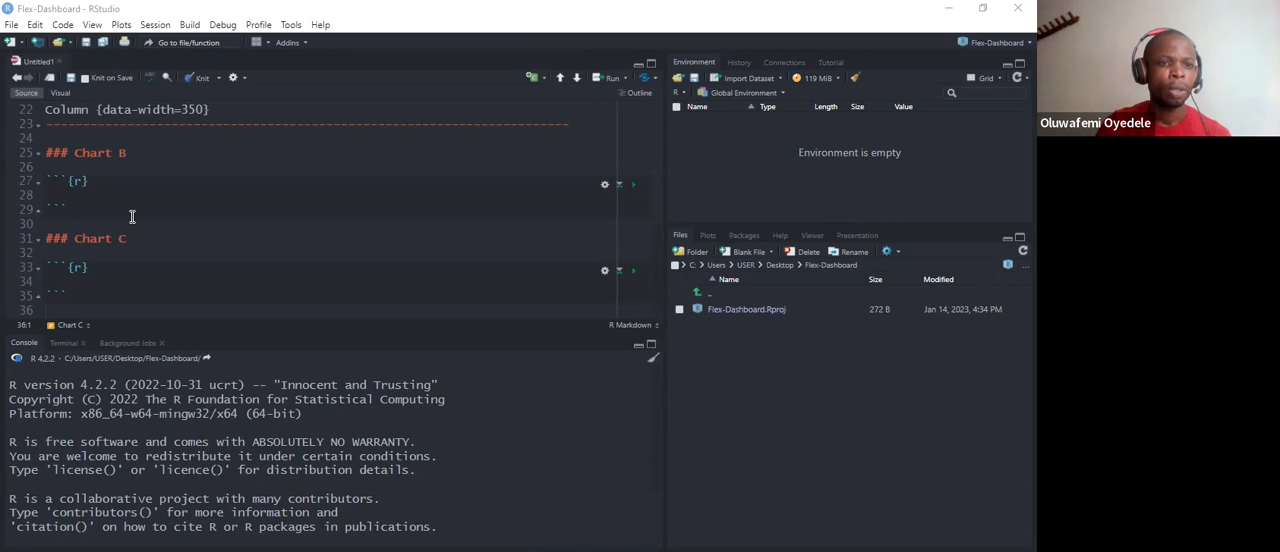 Flex-Dashboard - RStudio
File Edit Code View Plots Session Build Debug Profile Tools Help
Go to file/function Addins Flex-Dashboard
Untitled1
Knit on Save Knit Run
Source Visual Outline
22 Column {data-width=350}
23 -----------------------------------------------------------------------
24
25 ### Chart B
26
27 ```{r}
28
29 ```
30
31 ### Chart C
32
33 ```{r}
34
35 ```
36
36:1 Chart C R Markdown
Console Terminal Background Jobs
R 4.2.2 · C:/Users/USER/Desktop/Flex-Dashboard/
R version 4.2.2 (2022-10-31 ucrt) -- "Innocent and Trusting"
Copyright (C) 2022 The R Foundation for Statistical Computing
Platform: x86_64-w64-mingw32/x64 (64-bit)
R is free software and comes with ABSOLUTELY NO WARRANTY.
You are welcome to redistribute it under certain conditions.
Type 'license()' or 'licence()' for distribution details.
R is a collaborative project with many contributors.
Type 'contributors()' for more information and
'citation()' on how to cite R or R packages in publications.
Environment History Connections Tutorial
Import Dataset 119 MiB Grid
R Global Environment
Name Type Length Size Value
Environment is empty
Files Plots Packages Help Viewer Presentation
Folder Blank File Delete Rename
C: Users USER Desktop Flex-Dashboard
Name Size Modified
..
Flex-Dashboard.Rproj 272 B Jan 14, 2023, 4:34 PM
Oluwafemi Oyedele